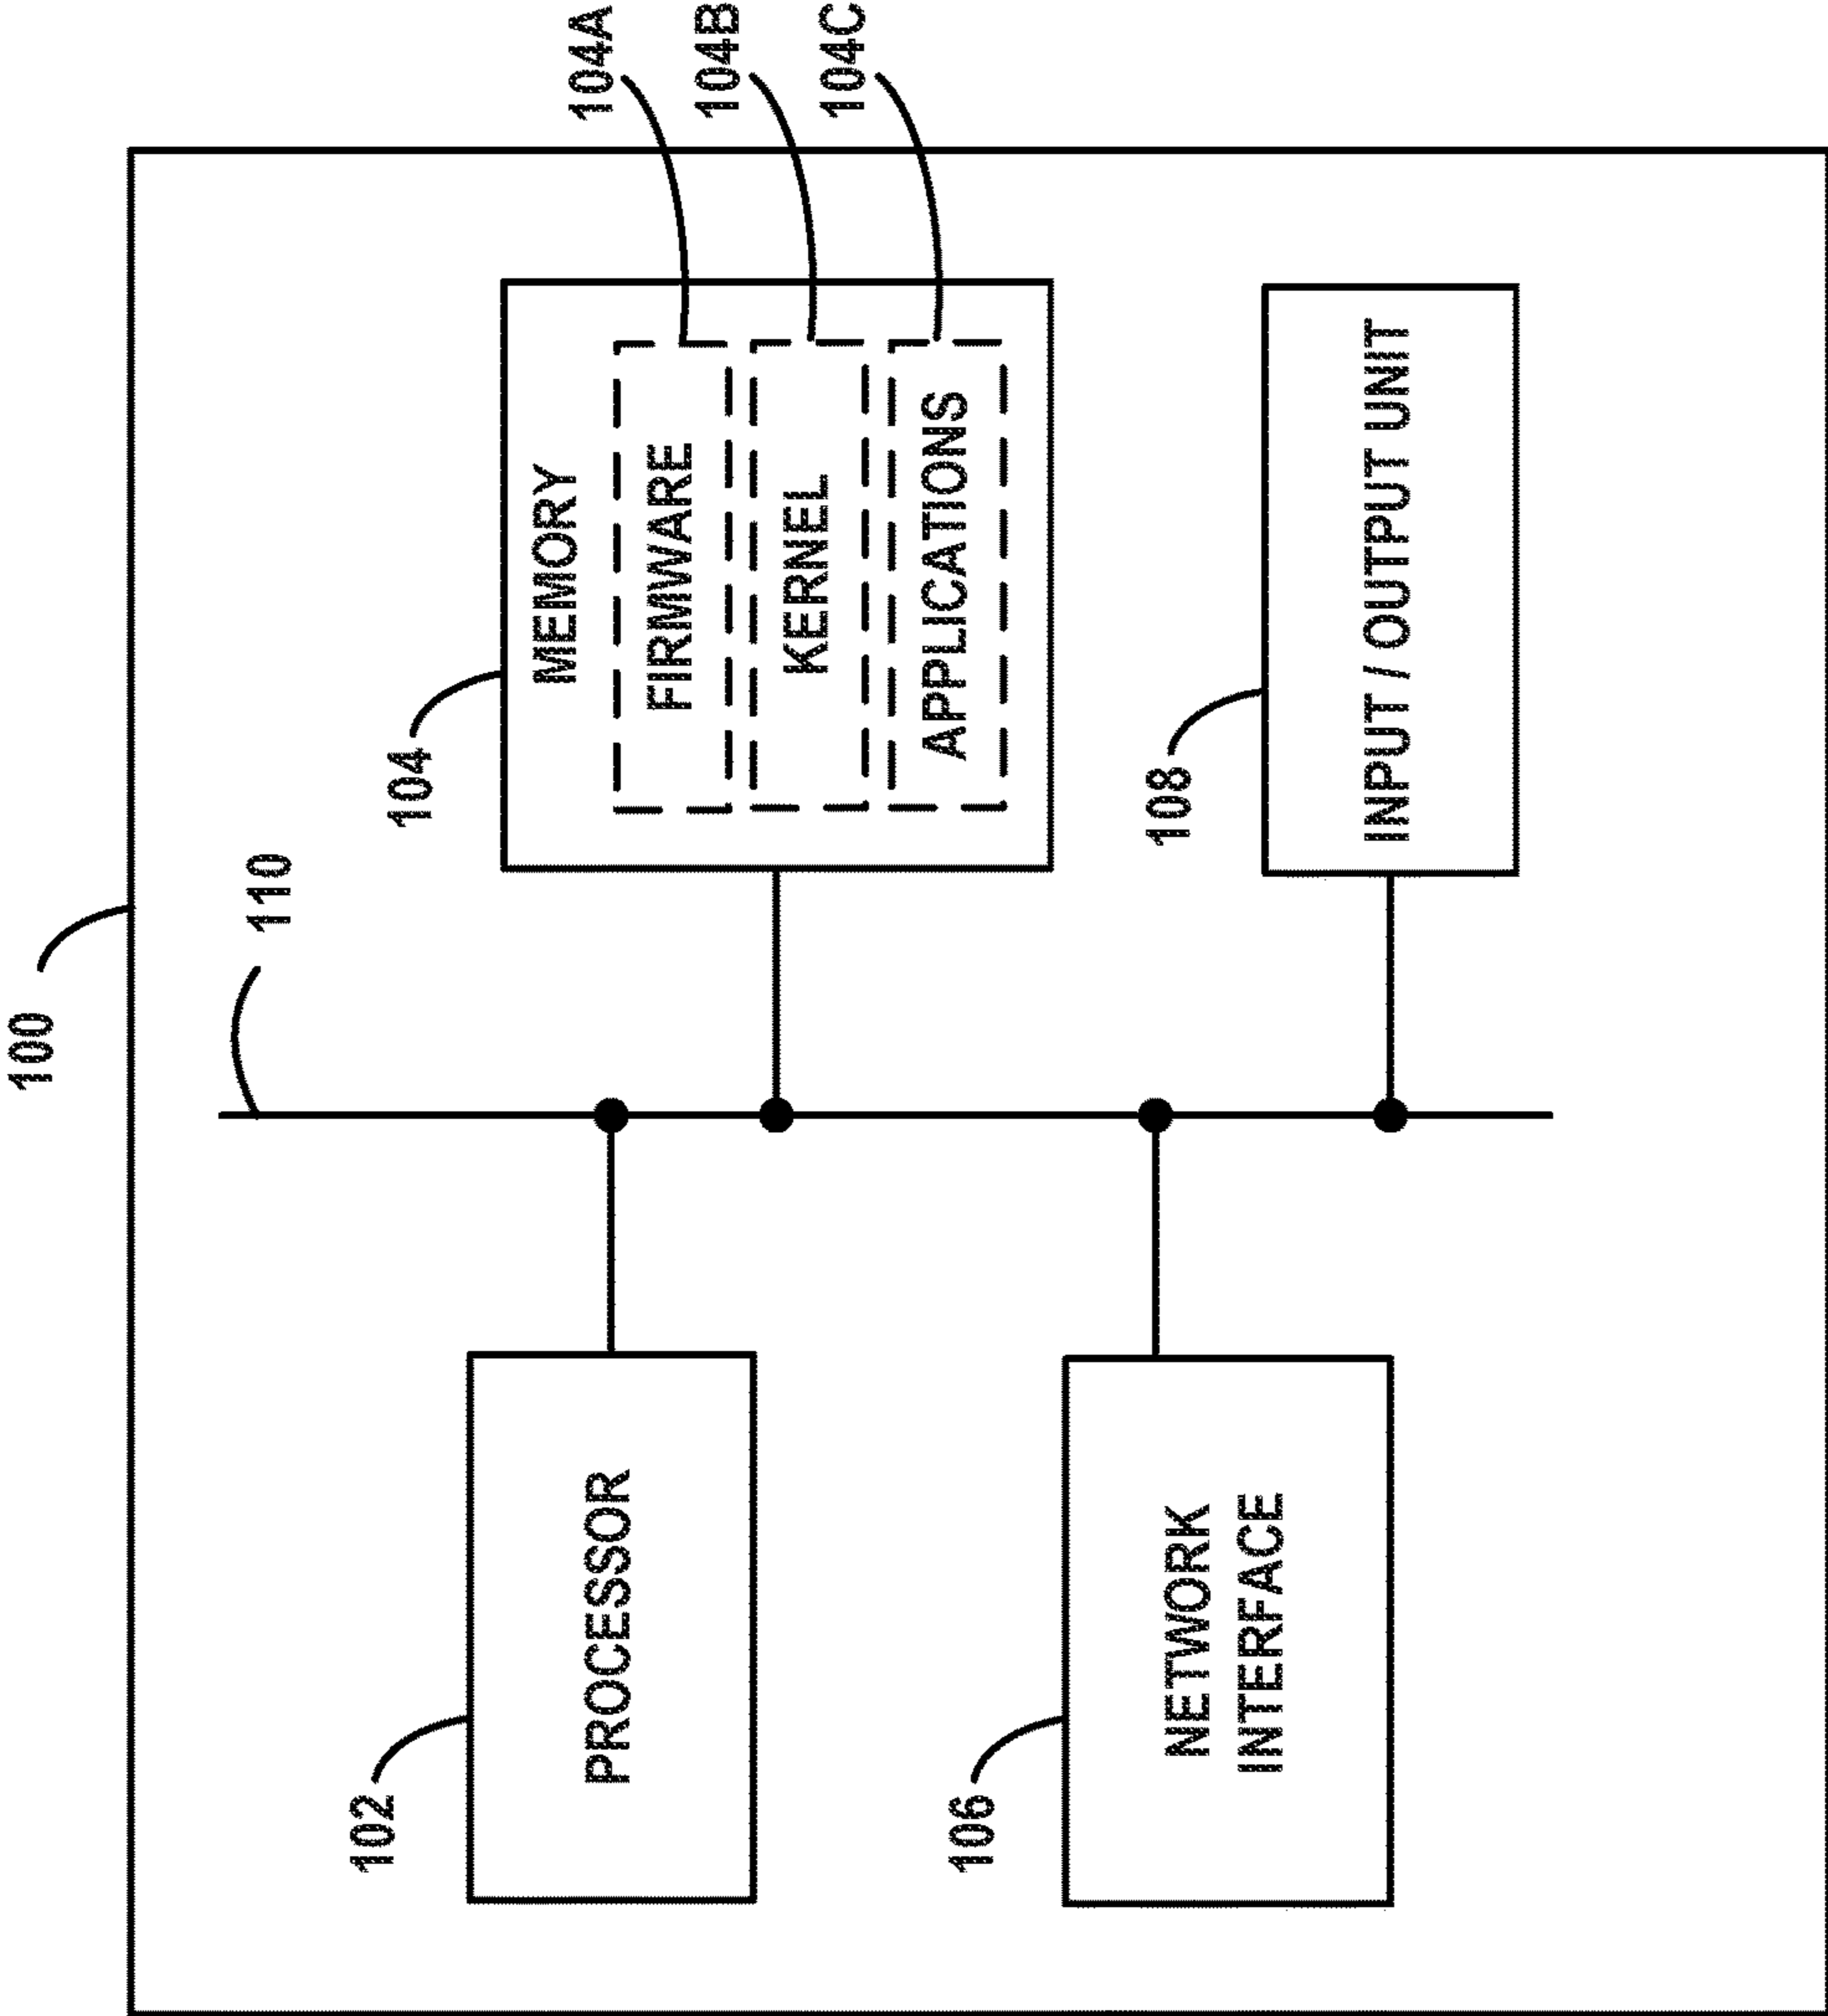 100
110
102
PROCESSOR
104
MEMORY
FIRMWARE
104A
KERNEL
104B
APPLICATIONS
104C
106
NETWORK
INTERFACE
108
INPUT / OUTPUT UNIT